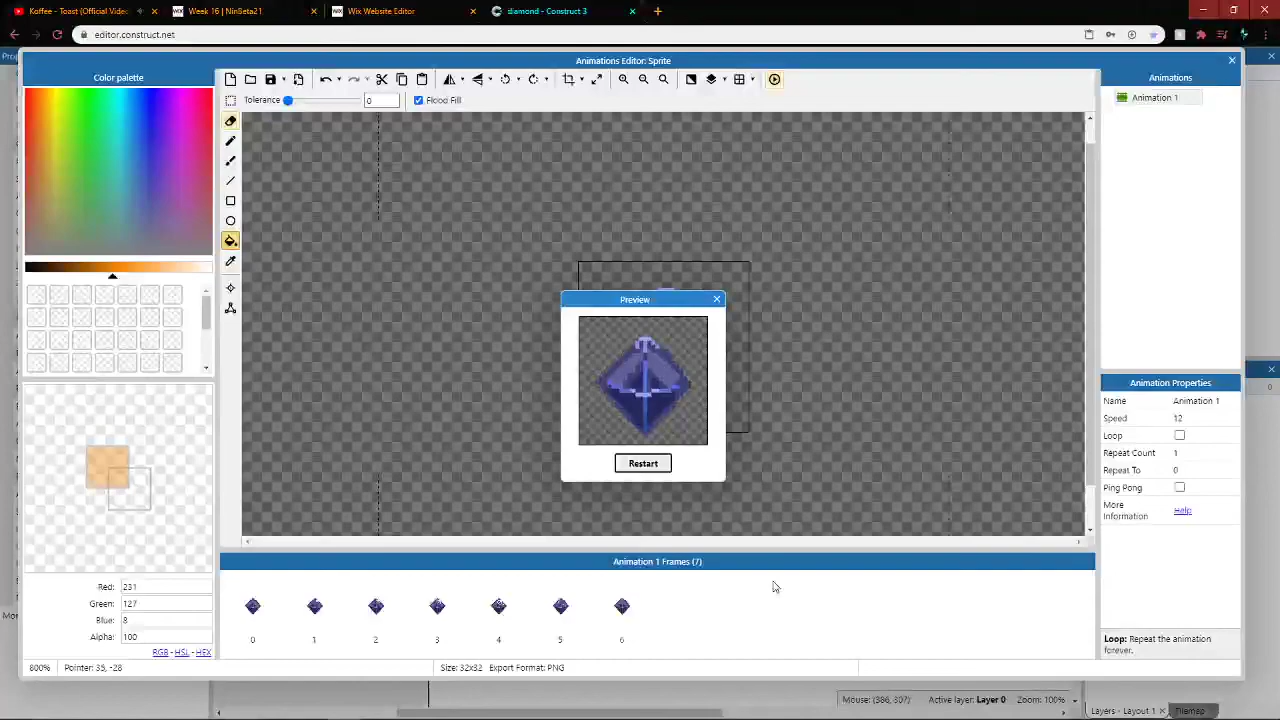 Koffee - Toast (Official Vide
Week 16 | NinSeta21
Wix Website Editor
diamond - Construct 3
editor.construct.net
Animations Editor: Sprite
Color palette
Tolerance
0
Flood Fill
Animations
Animation 1
Preview
Restart
Animation Properties
Name Animation 1
Speed 12
Loop
Repeat Count 1
Repeat To 0
Ping Pong
More Information Help
Animation 1 Frames (7)
0 1 2 3 4 5 6
Red: 231
Green: 127
Blue: 8
Alpha: 100
RGB - HSL - HEX
Loop: Repeat the animation
forever.
800% Pointer: 35, -28 Size: 32x32 Export Format: PNG
Mouse: (386, 307) Active layer: Layer 0 Zoom: 100%
Layers - Layout 1 Tilemap